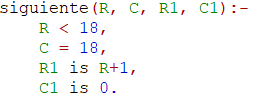 siguiente(R, C, R1, C1):-
    R < 18,
    C = 18,
    R1 is R+1,
    C1 is 0.